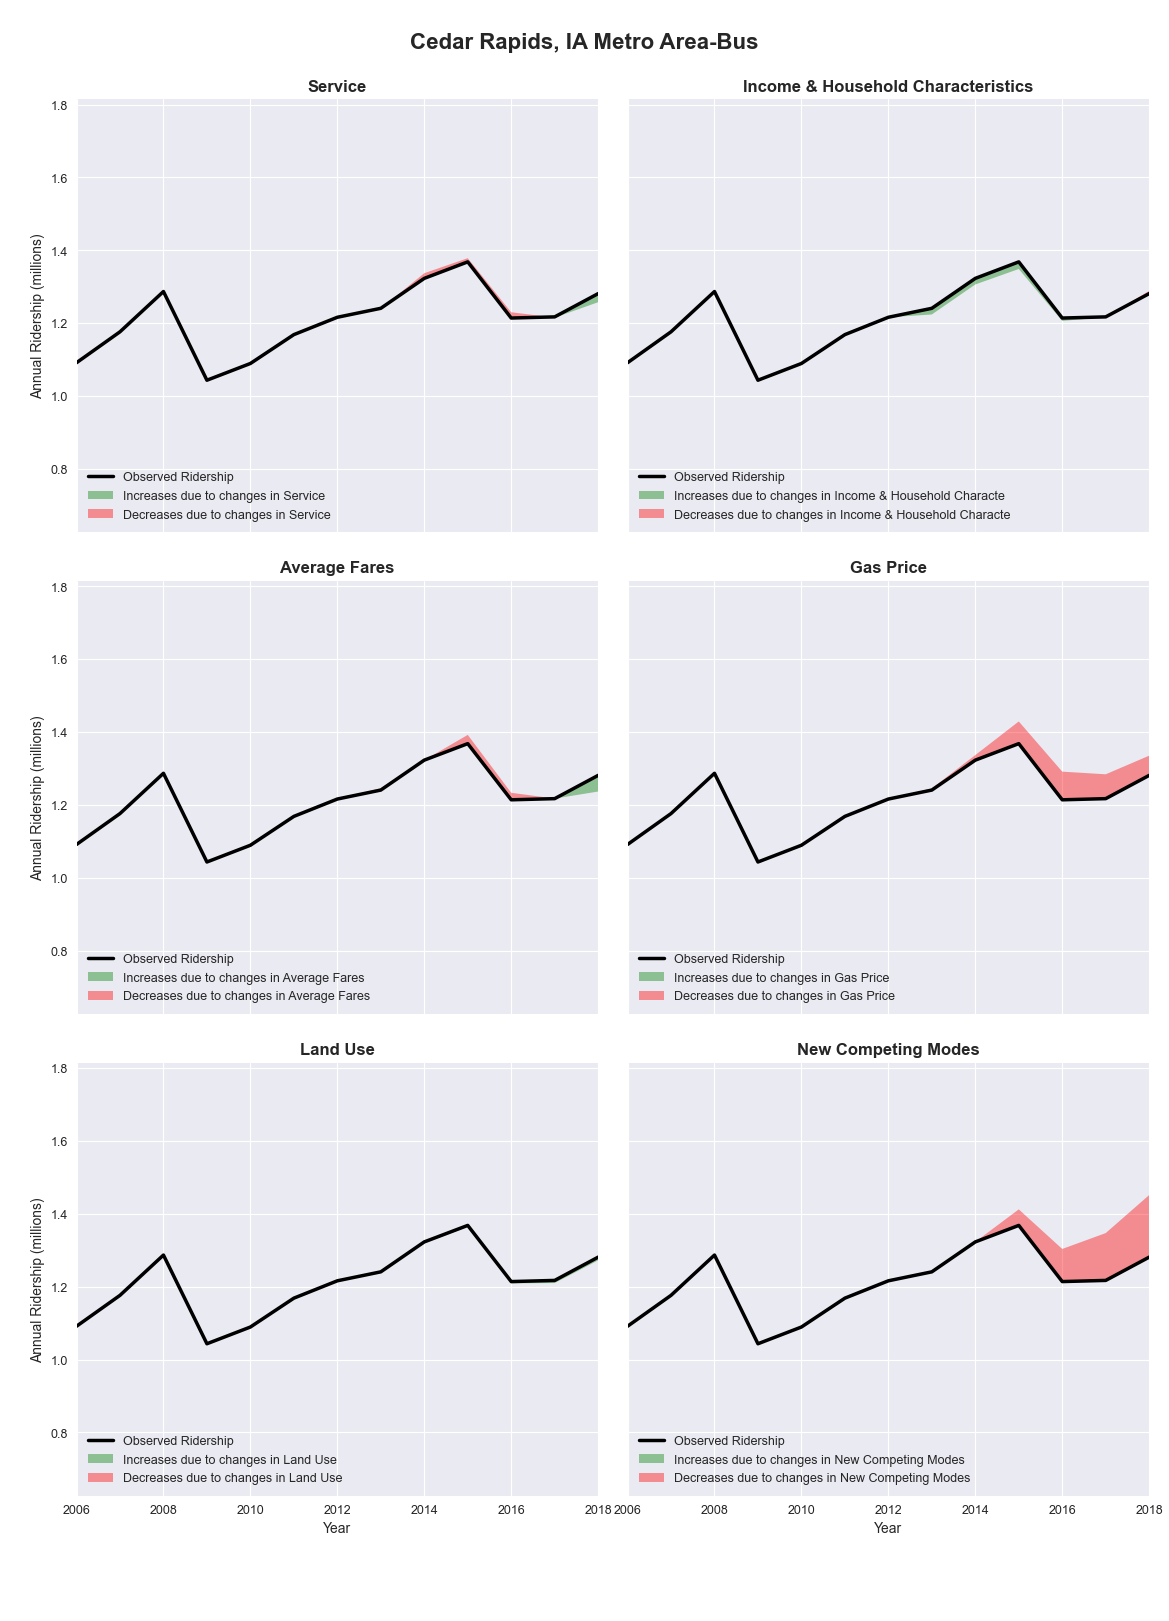 Cedar Rapids, IA Metro Area-Bus
Service
Income & Household Characteristics
1.8
1.6
1.4
1.2
1.0
0.8
Annual Ridership (millions)
Observed Ridership
Increases due to changes in Service
Decreases due to changes in Service
Observed Ridership
Increases due to changes in Income & Household Characte
Decreases due to changes in Income & Household Characte
Average Fares
Gas Price
1.8
1.6
1.4
1.2
1.0
0.8
Annual Ridership (millions)
Observed Ridership
Increases due to changes in Average Fares
Decreases due to changes in Average Fares
Observed Ridership
Increases due to changes in Gas Price
Decreases due to changes in Gas Price
Land Use
New Competing Modes
1.8
1.6
1.4
1.2
1.0
0.8
Annual Ridership (millions)
Observed Ridership
Increases due to changes in Land Use
Decreases due to changes in Land Use
Observed Ridership
Increases due to changes in New Competing Modes
Decreases due to changes in New Competing Modes
2006 2008 2010 2012 2014 2016 2018
2006 2008 2010 2012 2014 2016 2018
Year
Year